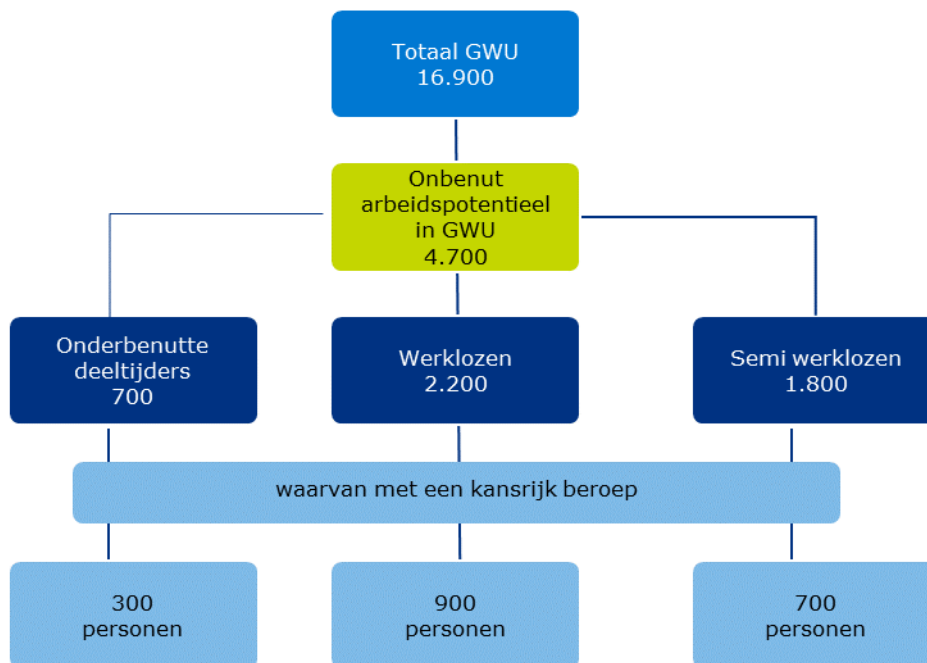 Totaal GWU
16.900
Onbenut
arbeidspotentieel
in GWU
4.700
Onderbenutte
deeltijders
700
Werklozen
2.200
Semi werklozen
1.800
waarvan met een kansrijk beroep
300
personen
900
personen
700
personen